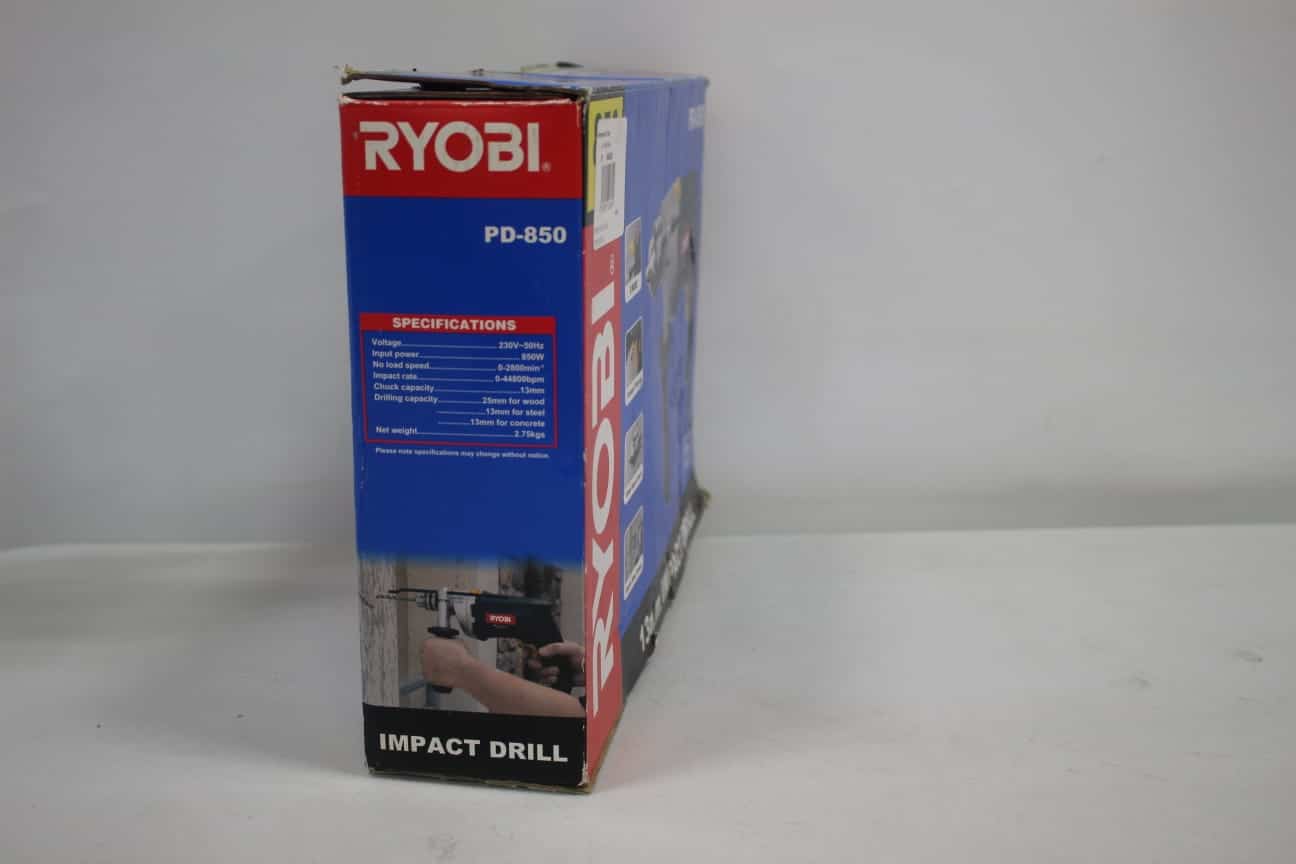 RYOBI®
PD-850
SPECIFICATIONS
Voltage 230V~50Hz
Input power 850W
No load speed 0-2800min⁻¹
Impact rate 0-44800bpm
Chuck capacity 13mm
Drilling capacity 25mm for wood
13mm for steel
13mm for concrete
Net weight 2.75kgs
Please note specifications may change without notice.
RYOBI
IMPACT DRILL
RYOBI®